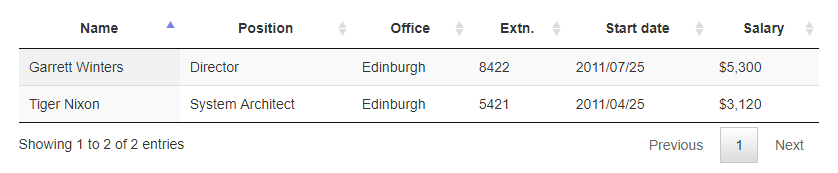 Name Position Office Extn. Start date Salary
Garrett Winters Director Edinburgh 8422 2011/07/25 $5,300
Tiger Nixon System Architect Edinburgh 5421 2011/04/25 $3,120
Showing 1 to 2 of 2 entries Previous 1 Next